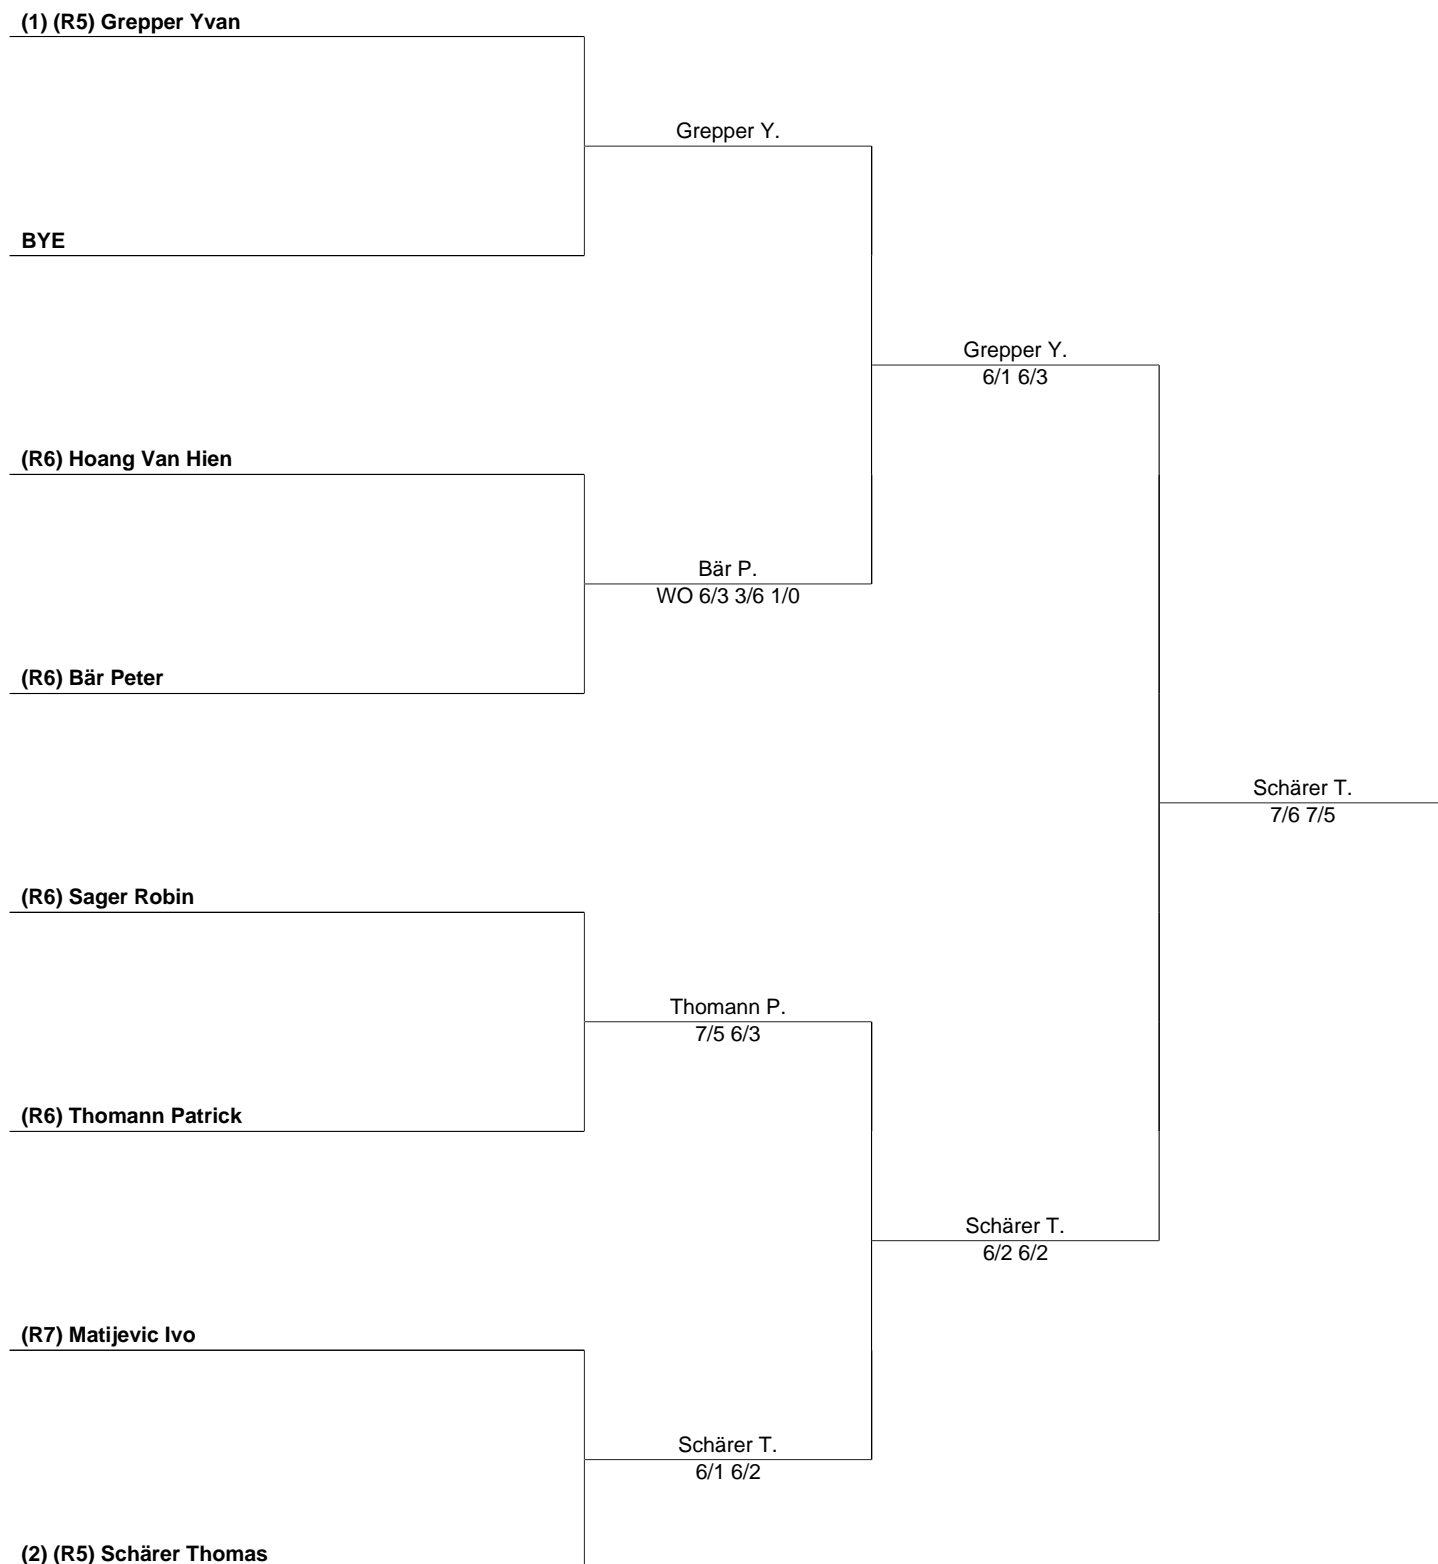 (1) (R5) Grepper Yvan
Grepper Y.
BYE
Grepper Y.
6/1 6/3
(R6) Hoang Van Hien
Bär P.
WO 6/3 3/6 1/0
(R6) Bär Peter
Schärer T.
7/6 7/5
(R6) Sager Robin
Thomann P.
7/5 6/3
(R6) Thomann Patrick
Schärer T.
6/2 6/2
(R7) Matijevic Ivo
Schärer T.
6/1 6/2
(2) (R5) Schärer Thomas